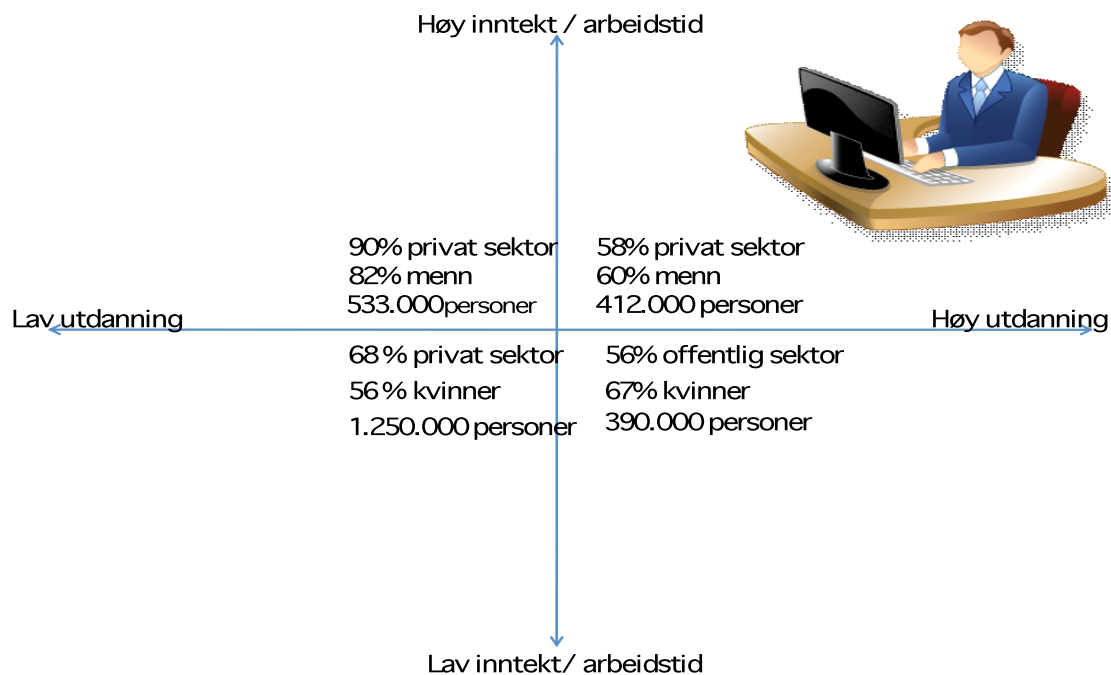 Høy inntekt / arbeidstid
90% privat sektor
82% menn
533.000 personer
58% privat sektor
60% menn
412.000 personer
Lav utdanning
Høy utdanning
68 % privat sektor
56 % kvinner
1.250.000 personer
56% offentlig sektor
67% kvinner
390.000 personer
Lav inntekt / arbeidstid